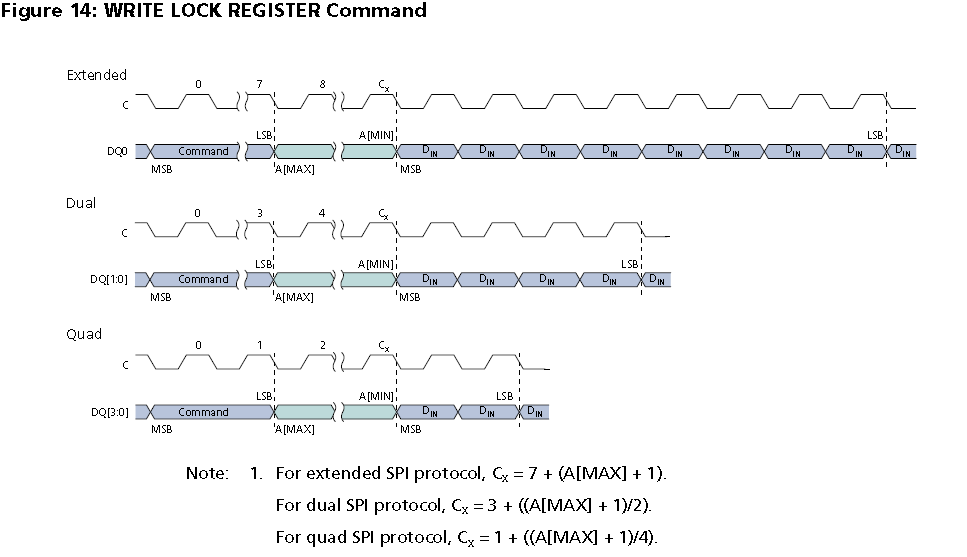 Figure 14: WRITE LOCK REGISTER Command
Extended
0 7 8 Cx
C
LSB A[MIN] LSB
DQ0 Command DIN DIN DIN DIN DIN DIN DIN DIN DIN
MSB A[MAX] MSB
Dual
0 3 4 Cx
C
LSB A[MIN] LSB
DQ[1:0] Command DIN DIN DIN DIN DIN
MSB A[MAX] MSB
Quad
0 1 2 Cx
C
LSB A[MIN] LSB
DQ[3:0] Command DIN DIN DIN
MSB A[MAX] MSB
Note: 1. For extended SPI protocol, Cx = 7 + (A[MAX] + 1).
For dual SPI protocol, Cx = 3 + ((A[MAX] + 1)/2).
For quad SPI protocol, Cx = 1 + ((A[MAX] + 1)/4).